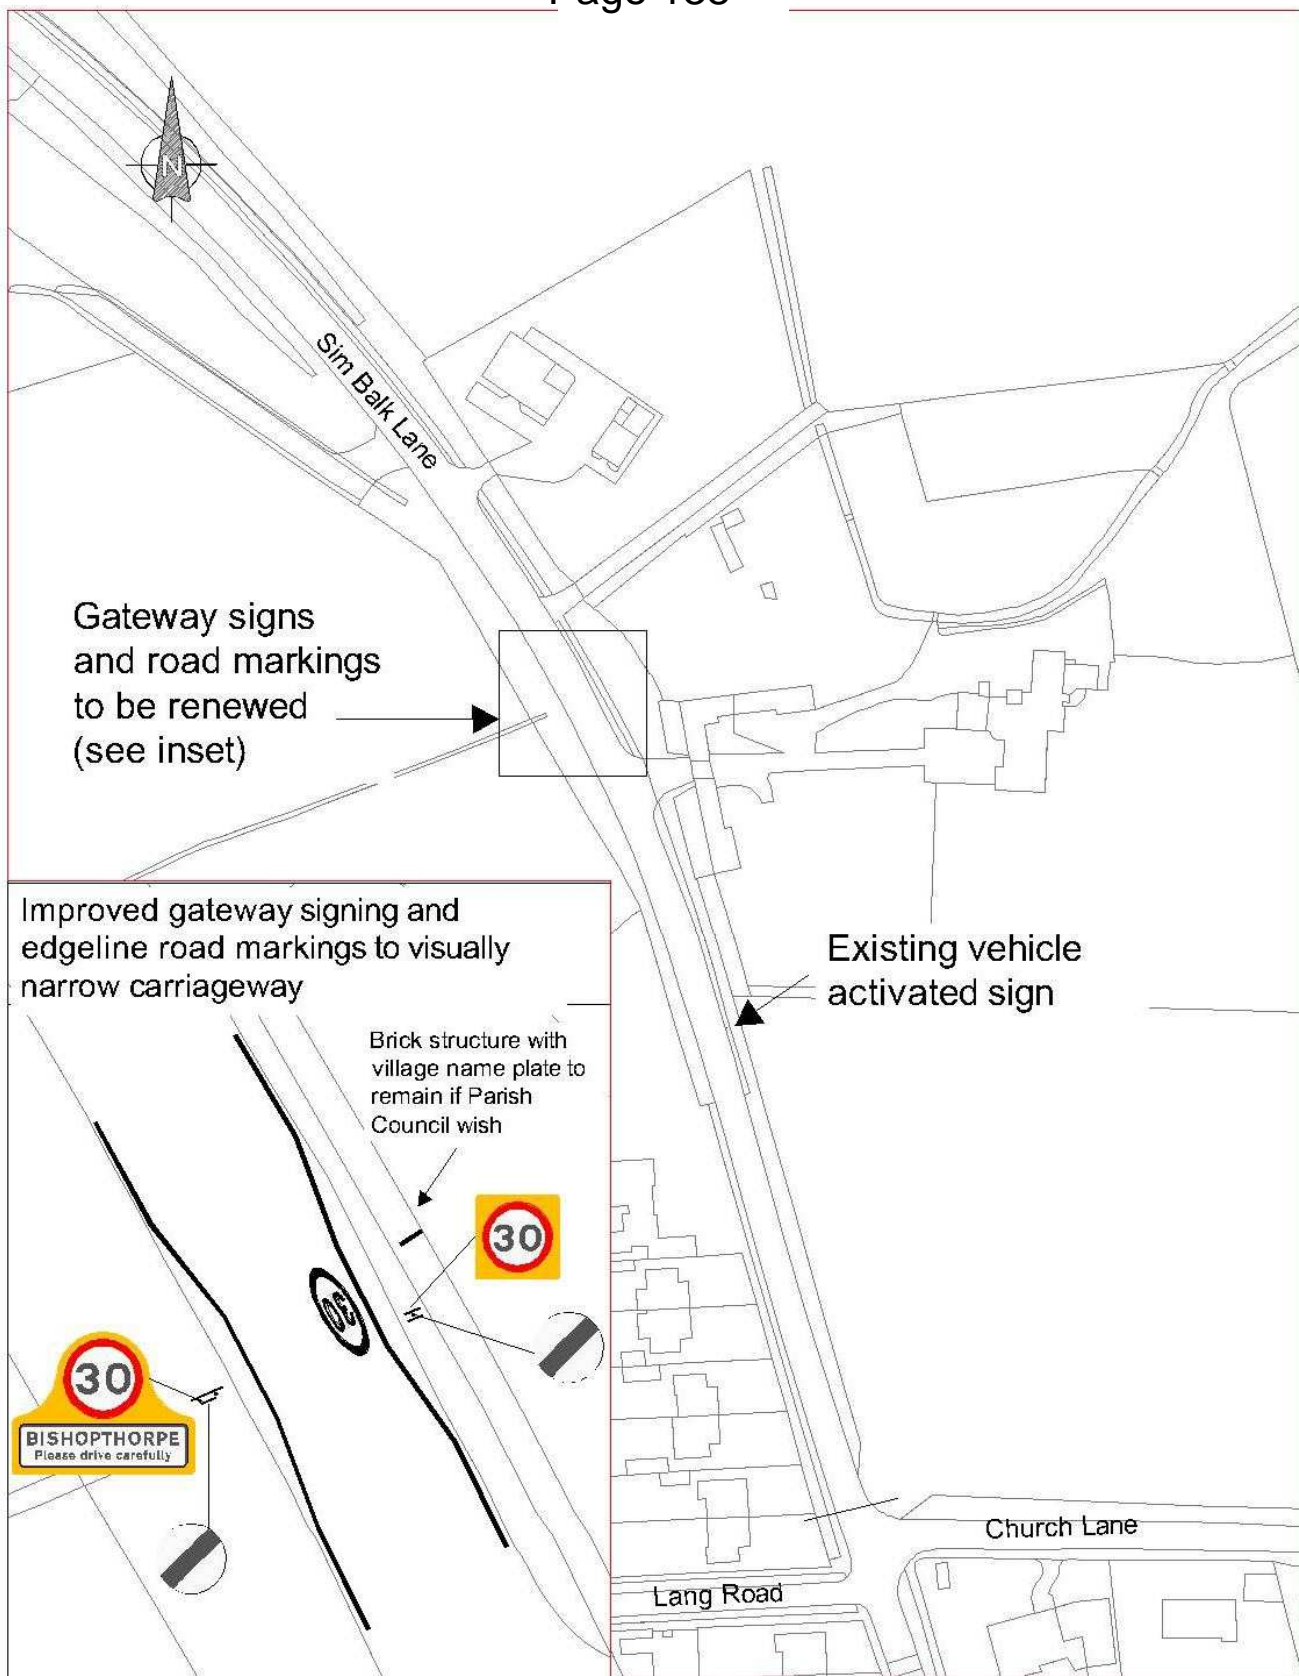 N
Sim Balk Lane
Gateway signs
and road markings
to be renewed
(see inset)
Existing vehicle
activated sign
Improved gateway signing and
edgeline road markings to visually
narrow carriageway
Brick structure with
village name plate to
remain if Parish
Council wish
30
30
30
BISHOPTHORPE
Please drive carefully
Church Lane
Lang Road